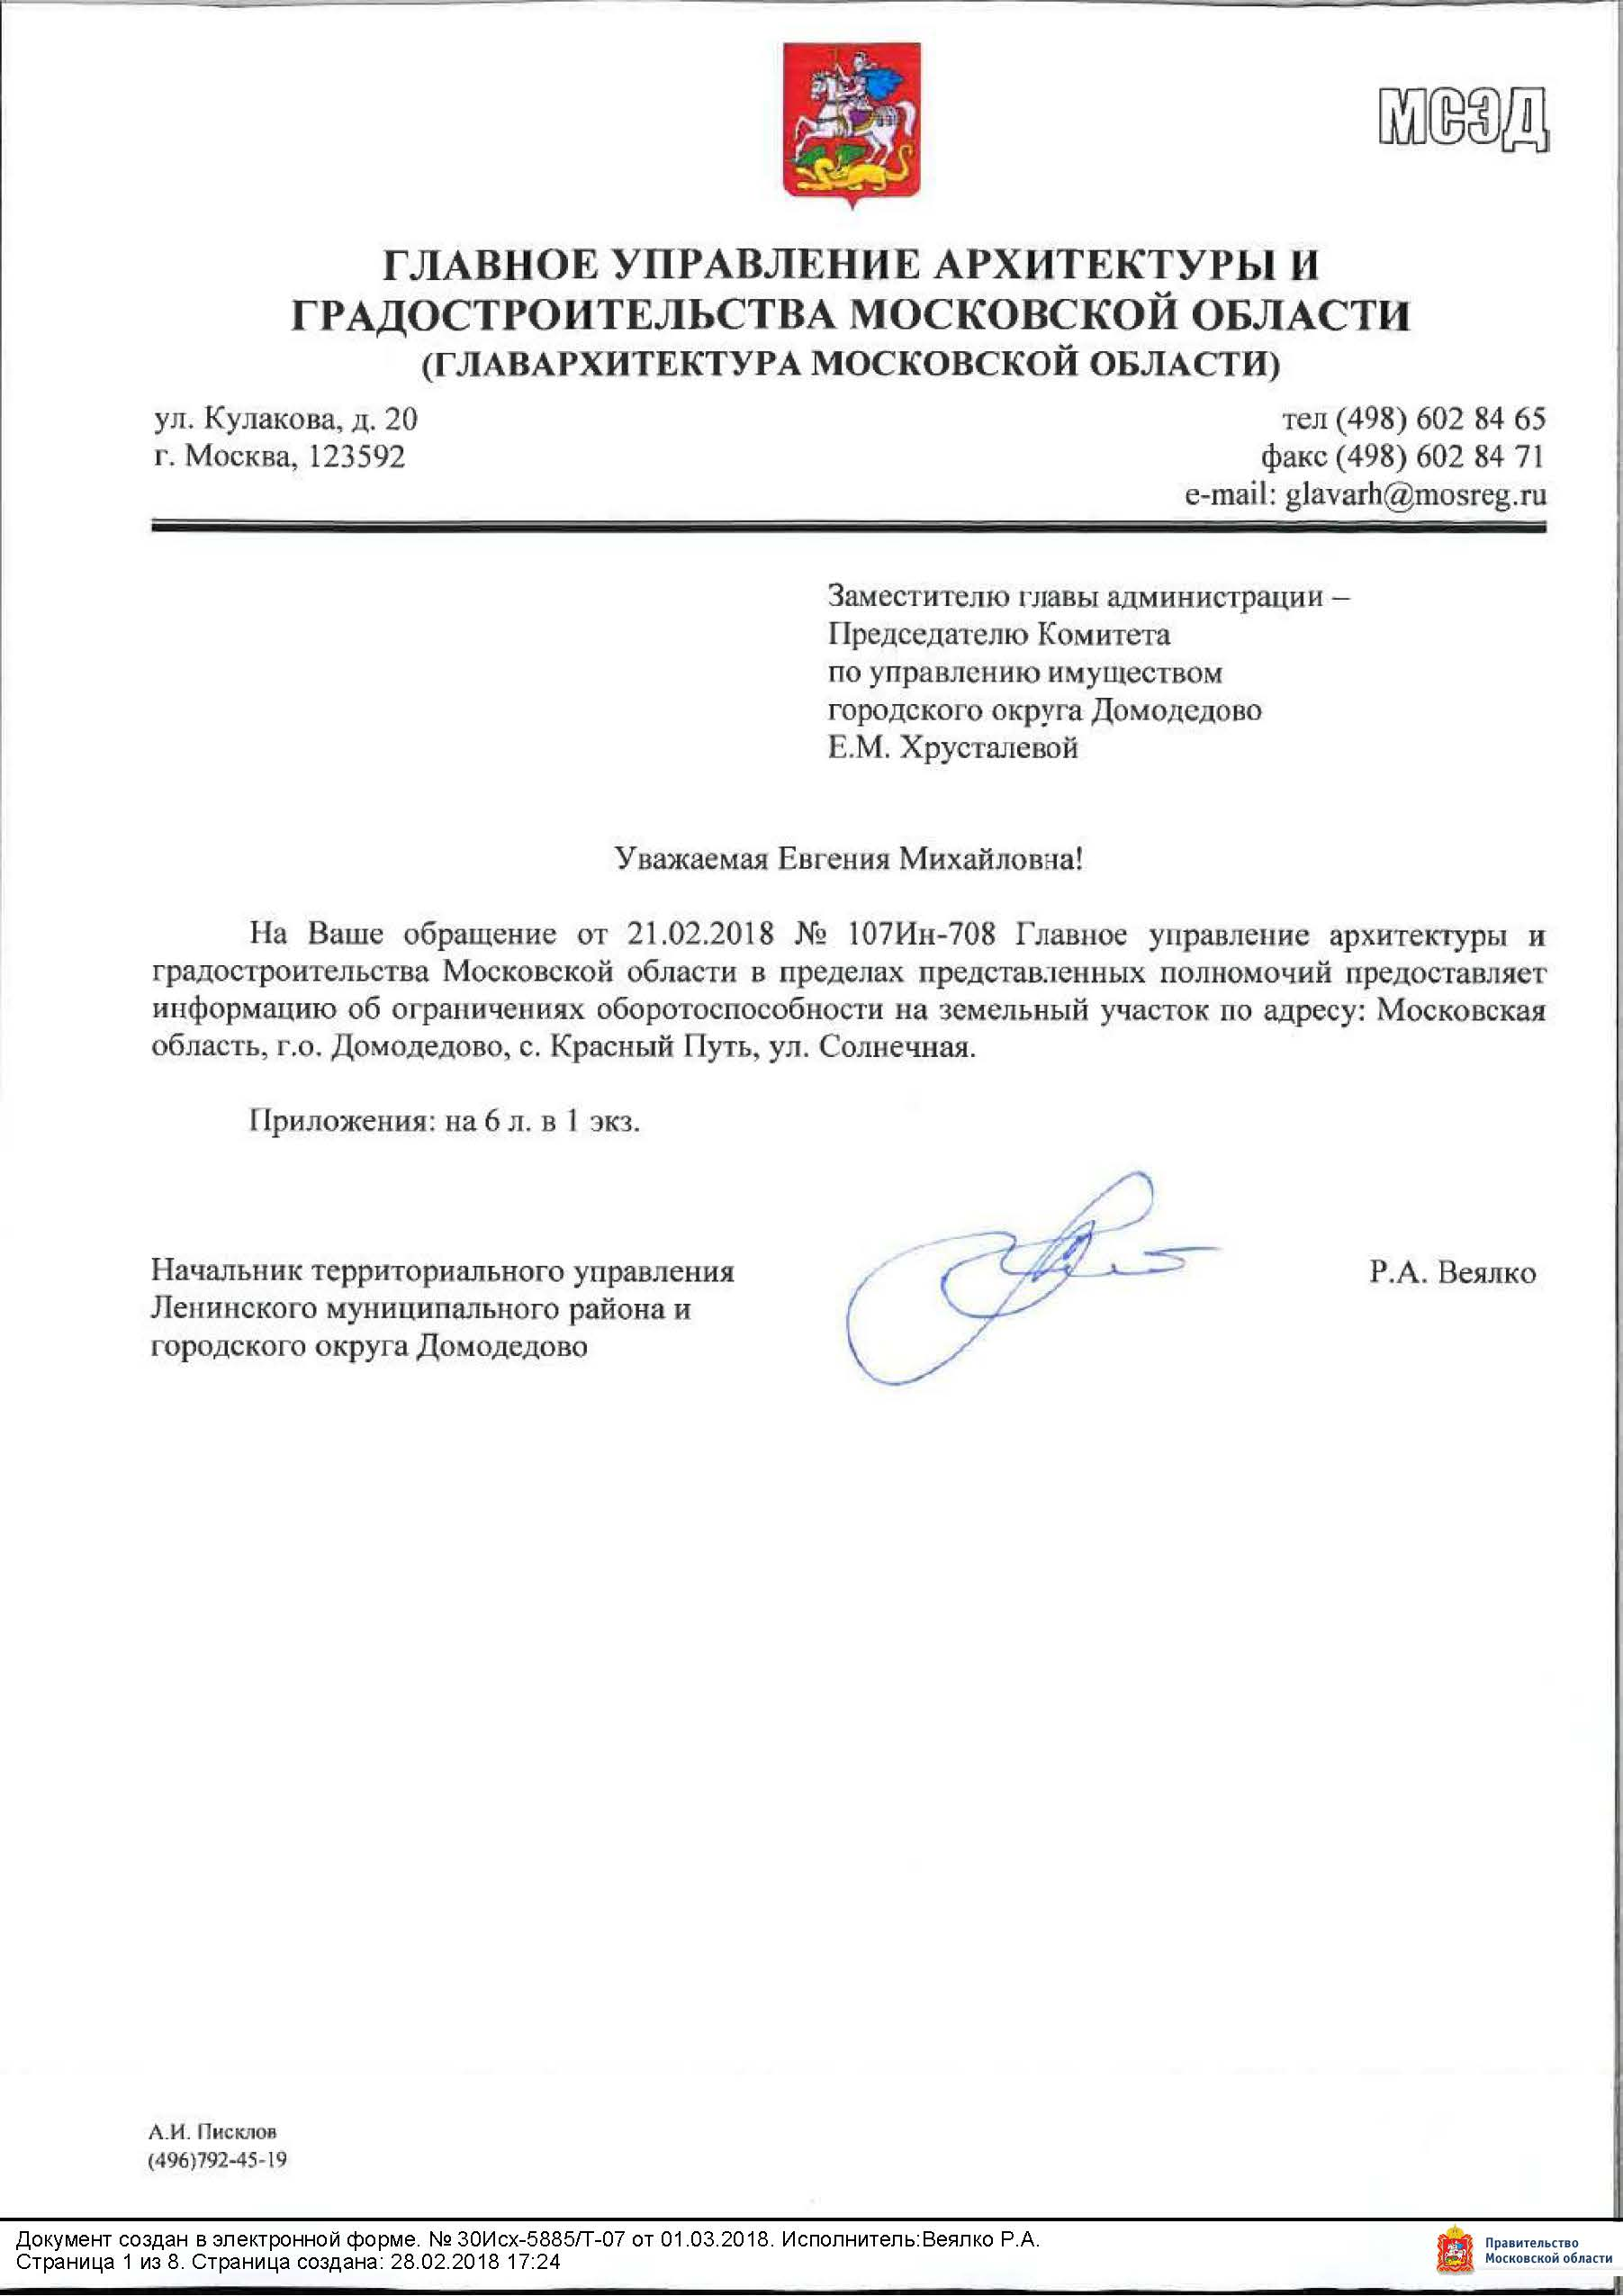 МСЭД
ГЛАВНОЕ УПРАВЛЕНИЕ АРХИТЕКТУРЫ И
ГРАДОСТРОИТЕЛЬСТВА МОСКОВСКОЙ ОБЛАСТИ
(ГЛАВАРХИТЕКТУРА МОСКОВСКОЙ ОБЛАСТИ)
ул. Кулакова, д. 20
г. Москва, 123592
тел (498) 602 84 65
факс (498) 602 84 71
e-mail: glavarh@mosreg.ru
Заместителю главы администрации –
Председателю Комитета
по управлению имуществом
городского округа Домодедово
Е.М. Хрусталевой
Уважаемая Евгения Михайловна!
На Ваше обращение от 21.02.2018 № 107Ин-708 Главное управление архитектуры и
градостроительства Московской области в пределах представленных полномочий предоставляет
информацию об ограничениях оборотоспособности на земельный участок по адресу: Московская
область, г.о. Домодедово, с. Красный Путь, ул. Солнечная.
Приложения: на 6 л. в 1 экз.
Начальник территориального управления
Ленинского муниципального района и
городского округа Домодедово
Р.А. Веялко
А.И. Писклов
(496)792-45-19
Документ создан в электронной форме. № 30Исх-5885/Т-07 от 01.03.2018. Исполнитель:Веялко Р.А.
Страница 1 из 8. Страница создана: 28.02.2018 17:24
Правительство
Московской области